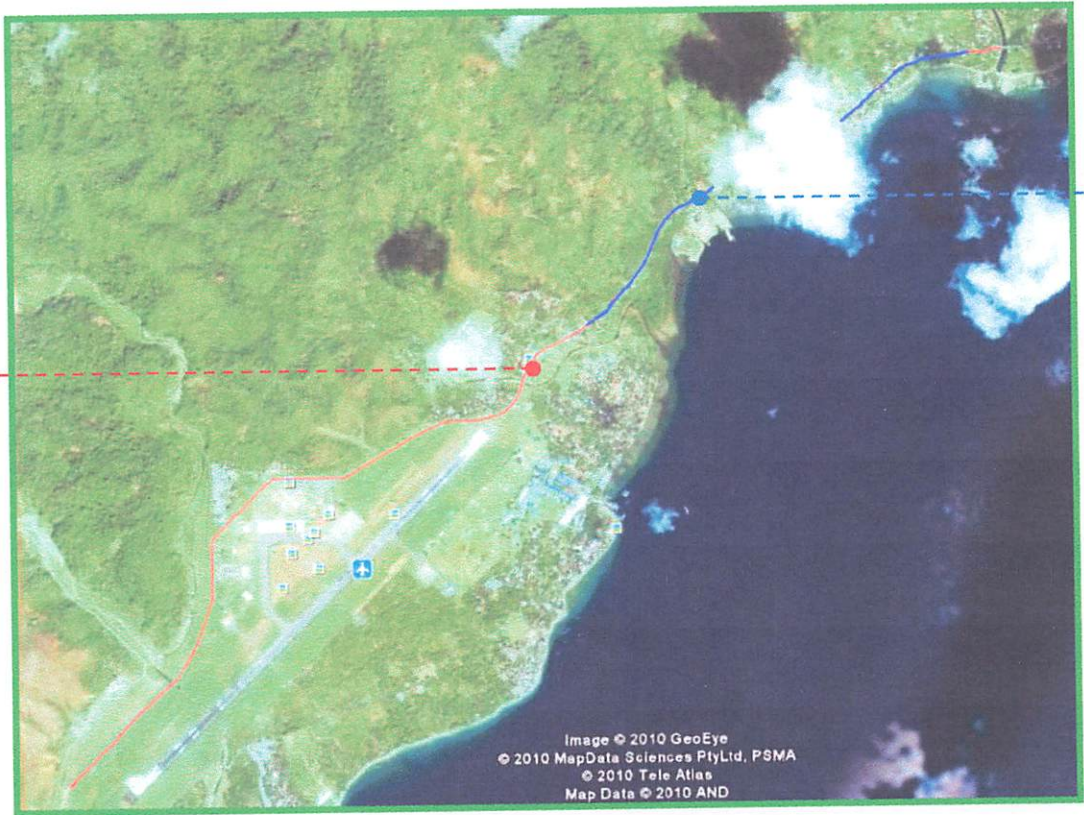 Image © 2010 GeoEye
© 2010 MapData Sciences PtyLtd, PSMA
© 2010 Tele Atlas
Map Data © 2010 AND